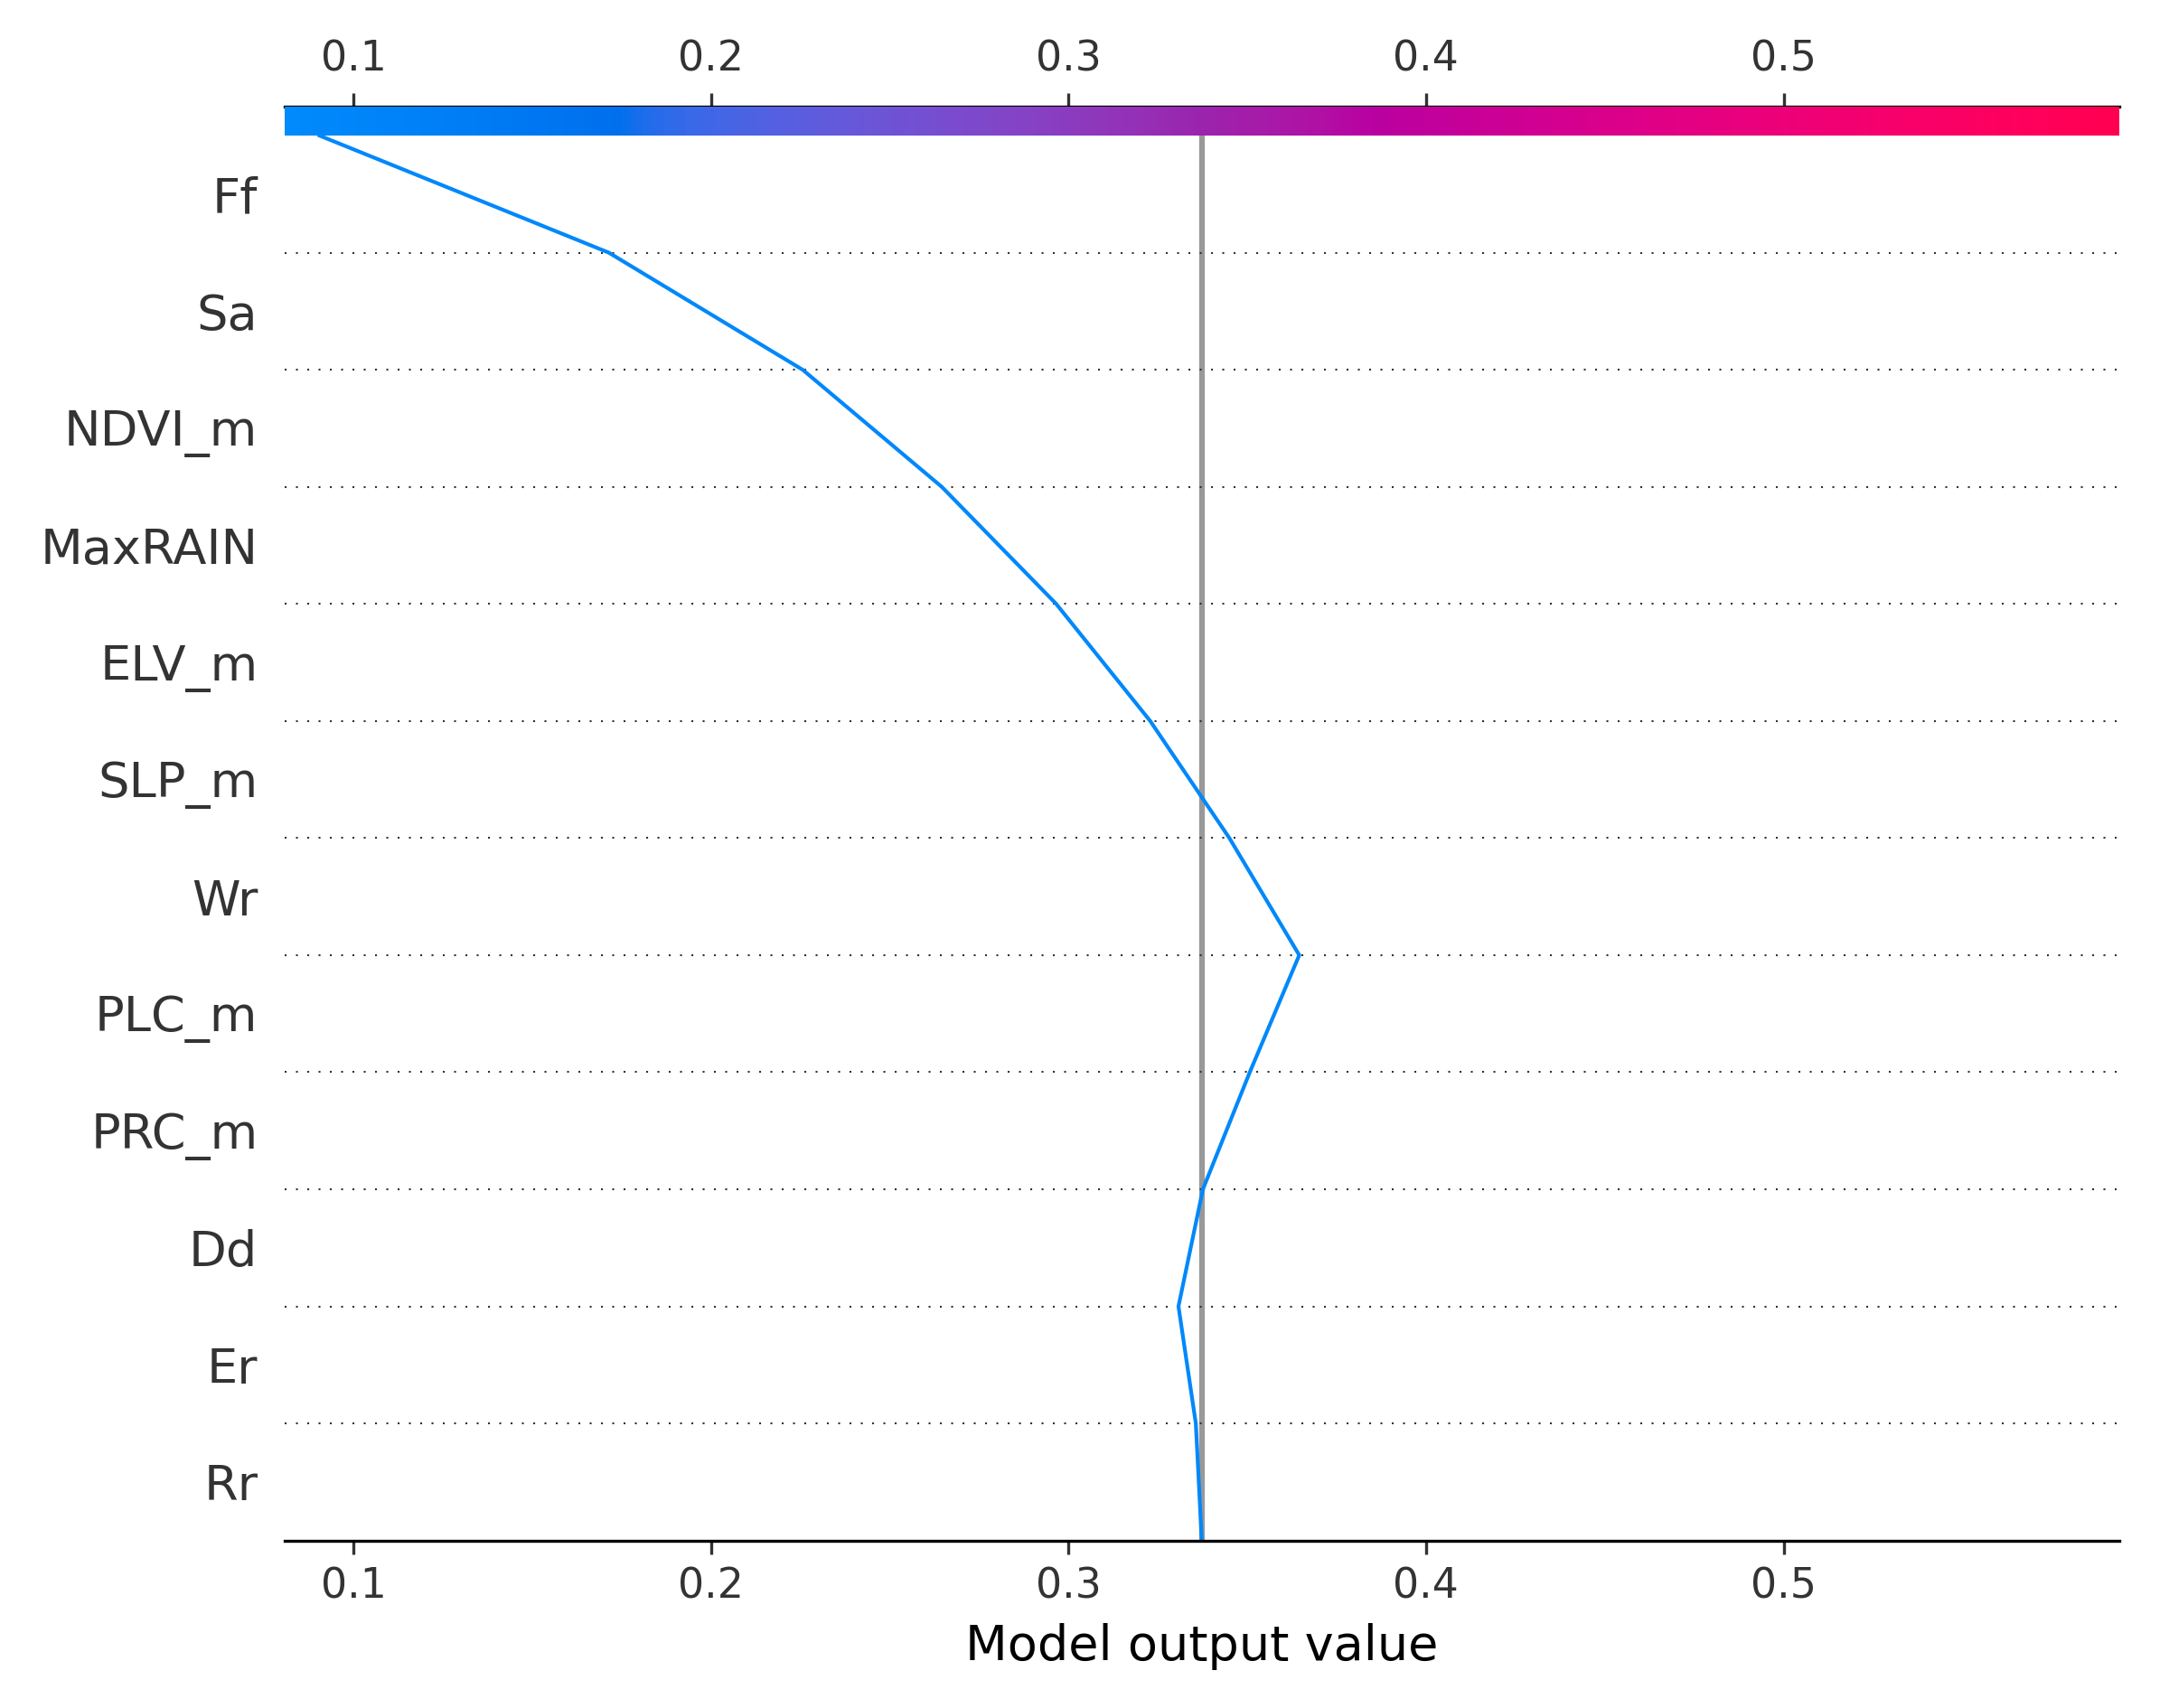 0.1 0.2 0.3 0.4 0.5
Ff
Sa
NDVI_m
MaxRAIN
ELV_m
SLP_m
Wr
PLC_m
PRC_m
Dd
Er
Rr
0.1 0.2 0.3 0.4 0.5
Model output value